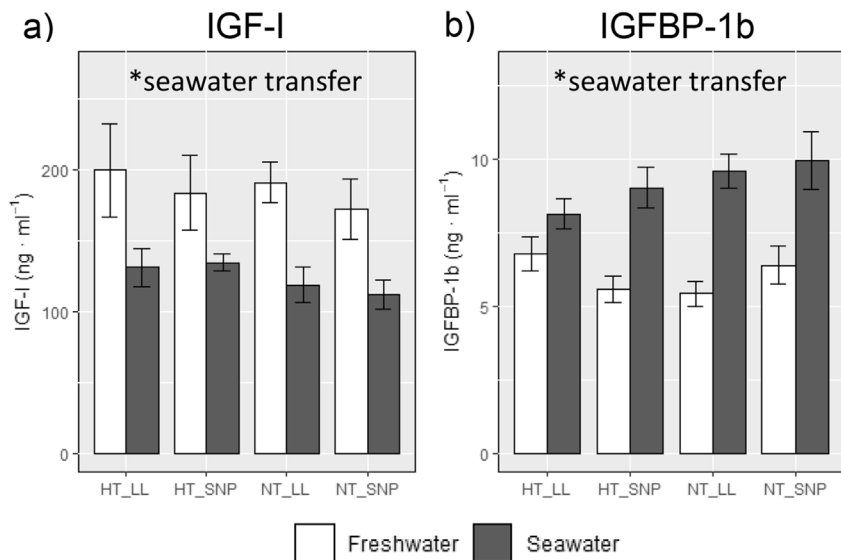 a) IGF-I
*seawater transfer
IGF-I (ng · ml⁻¹)
200
100
0
HT_LL HT_SNP NT_LL NT_SNP
b) IGFBP-1b
*seawater transfer
IGFBP-1b (ng · ml⁻¹)
10
5
0
HT_LL HT_SNP NT_LL NT_SNP
Freshwater Seawater